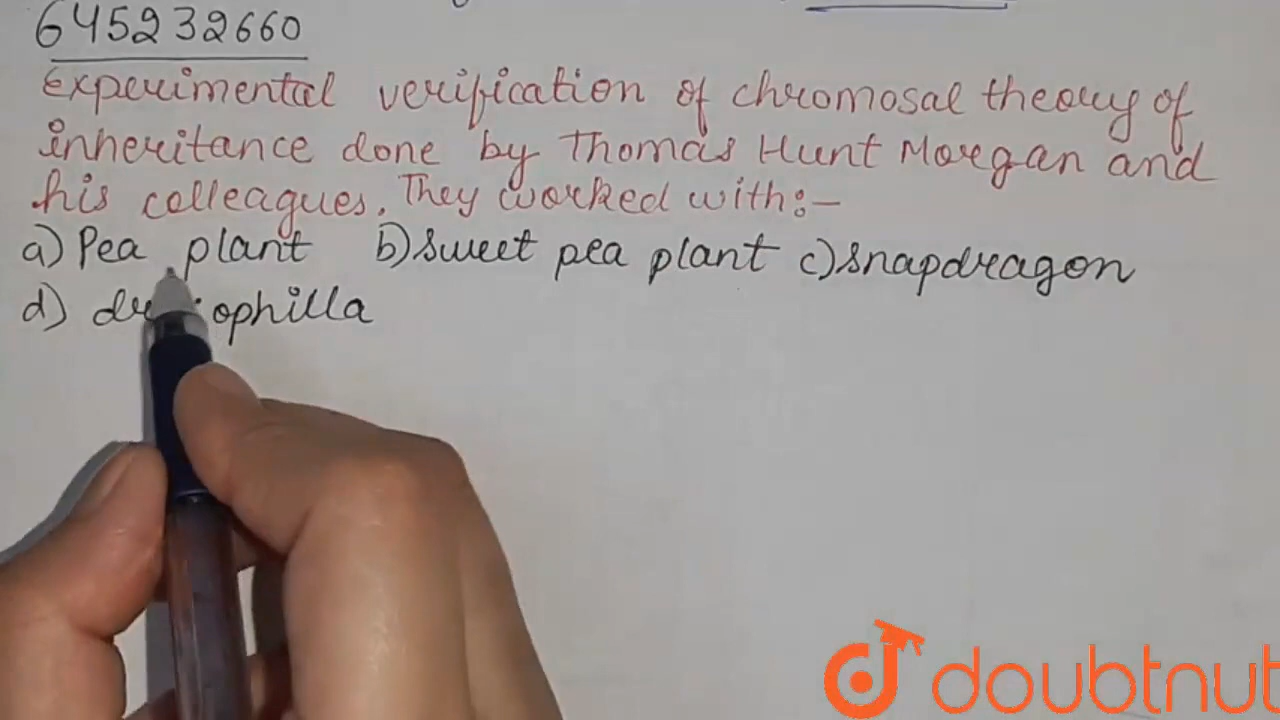 645232660
Experimental verification of chromosal theory of
inheritance done by Thomas Hunt Morgan and
his colleagues. They worked with:-
a) Pea plant b) sweet pea plant c) snapdragon
d)
doubtnut